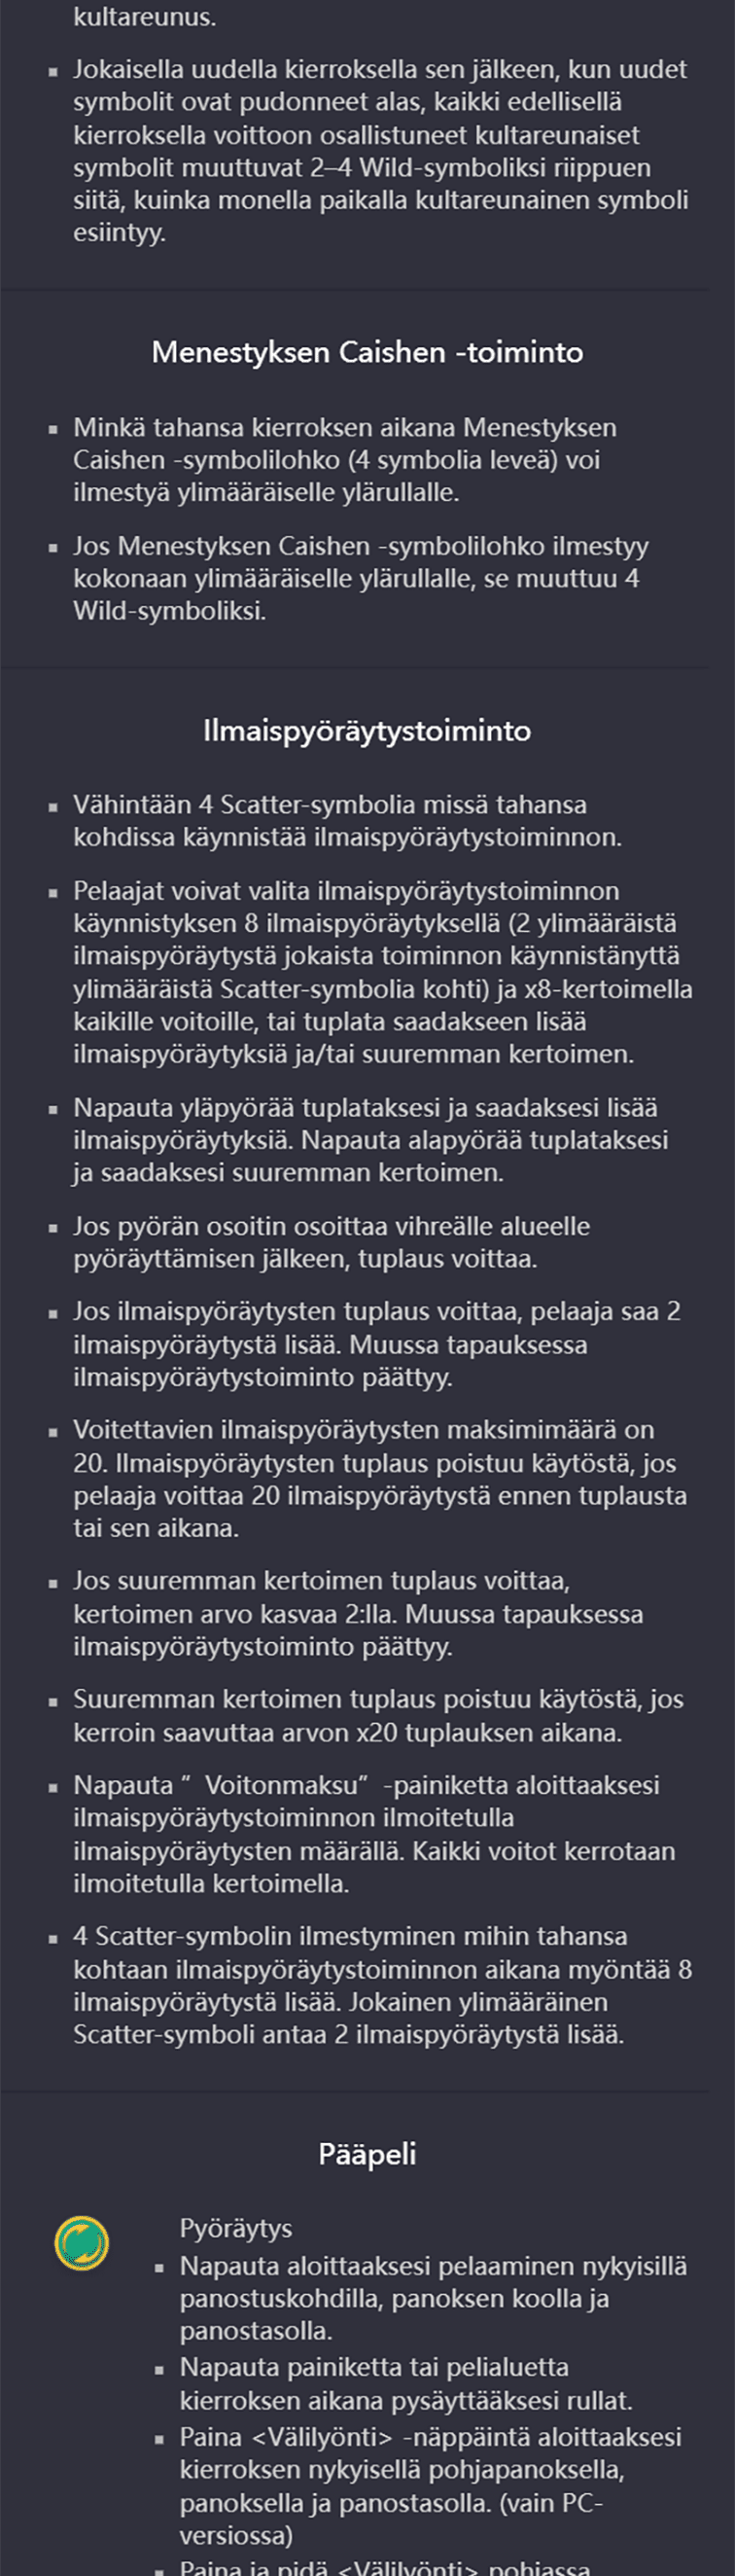 kultareunus.
▪ Jokaisella uudella kierroksella sen jälkeen, kun uudet
symbolit ovat pudonneet alas, kaikki edellisellä
kierroksella voittoon osallistuneet kultareunaiset
symbolit muuttuvat 2–4 Wild-symboliksi riippuen
siitä, kuinka monella paikalla kultareunainen symboli
esiintyy.
Menestyksen Caishen -toiminto
▪ Minkä tahansa kierroksen aikana Menestyksen
Caishen -symbolilohko (4 symbolia leveä) voi
ilmestyä ylimääräiselle ylärullalle.
▪ Jos Menestyksen Caishen -symbolilohko ilmestyy
kokonaan ylimääräiselle ylärullalle, se muuttuu 4
Wild-symboliksi.
Ilmaispyöräytystoiminto
▪ Vähintään 4 Scatter-symbolia missä tahansa
kohdissa käynnistää ilmaispyöräytystoiminnon.
▪ Pelaajat voivat valita ilmaispyöräytystoiminnon
käynnistyksen 8 ilmaispyöräytyksellä (2 ylimääräistä
ilmaispyöräytystä jokaista toiminnon käynnistänyttä
ylimääräistä Scatter-symbolia kohti) ja x8-kertoimella
kaikille voitoille, tai tuplata saadakseen lisää
ilmaispyöräytyksiä ja/tai suuremman kertoimen.
▪ Napauta yläpyörää tuplataksesi ja saadaksesi lisää
ilmaispyöräytyksiä. Napauta alapyörää tuplataksesi
ja saadaksesi suuremman kertoimen.
▪ Jos pyörän osoitin osoittaa vihreälle alueelle
pyöräyttämisen jälkeen, tuplaus voittaa.
▪ Jos ilmaispyöräytysten tuplaus voittaa, pelaaja saa 2
ilmaispyöräytystä lisää. Muussa tapauksessa
ilmaispyöräytystoiminto päättyy.
▪ Voitettavien ilmaispyöräytysten maksimimäärä on
20. Ilmaispyöräytysten tuplaus poistuu käytöstä, jos
pelaaja voittaa 20 ilmaispyöräytystä ennen tuplausta
tai sen aikana.
▪ Jos suuremman kertoimen tuplaus voittaa,
kertoimen arvo kasvaa 2:lla. Muussa tapauksessa
ilmaispyöräytystoiminto päättyy.
▪ Suuremman kertoimen tuplaus poistuu käytöstä, jos
kerroin saavuttaa arvon x20 tuplauksen aikana.
▪ Napauta ” Voitonmaksu” -painiketta aloittaaksesi
ilmaispyöräytystoiminnon ilmoitetulla
ilmaispyöräytysten määrällä. Kaikki voitot kerrotaan
ilmoitetulla kertoimella.
▪ 4 Scatter-symbolin ilmestyminen mihin tahansa
kohtaan ilmaispyöräytystoiminnon aikana myöntää 8
ilmaispyöräytystä lisää. Jokainen ylimääräinen
Scatter-symboli antaa 2 ilmaispyöräytystä lisää.
Pääpeli
Pyöräytys
▪ Napauta aloittaaksesi pelaaminen nykyisillä
panostuskohdilla, panoksen koolla ja
panostasolla.
▪ Napauta painiketta tai pelialuetta
kierroksen aikana pysäyttääksesi rullat.
▪ Paina <Välilyönti> -näppäintä aloittaaksesi
kierroksen nykyisellä pohjapanoksella,
panoksella ja panostasolla. (vain PC-
versiossa)
▪ Paina ja pidä <Välilyönti> pohjassa